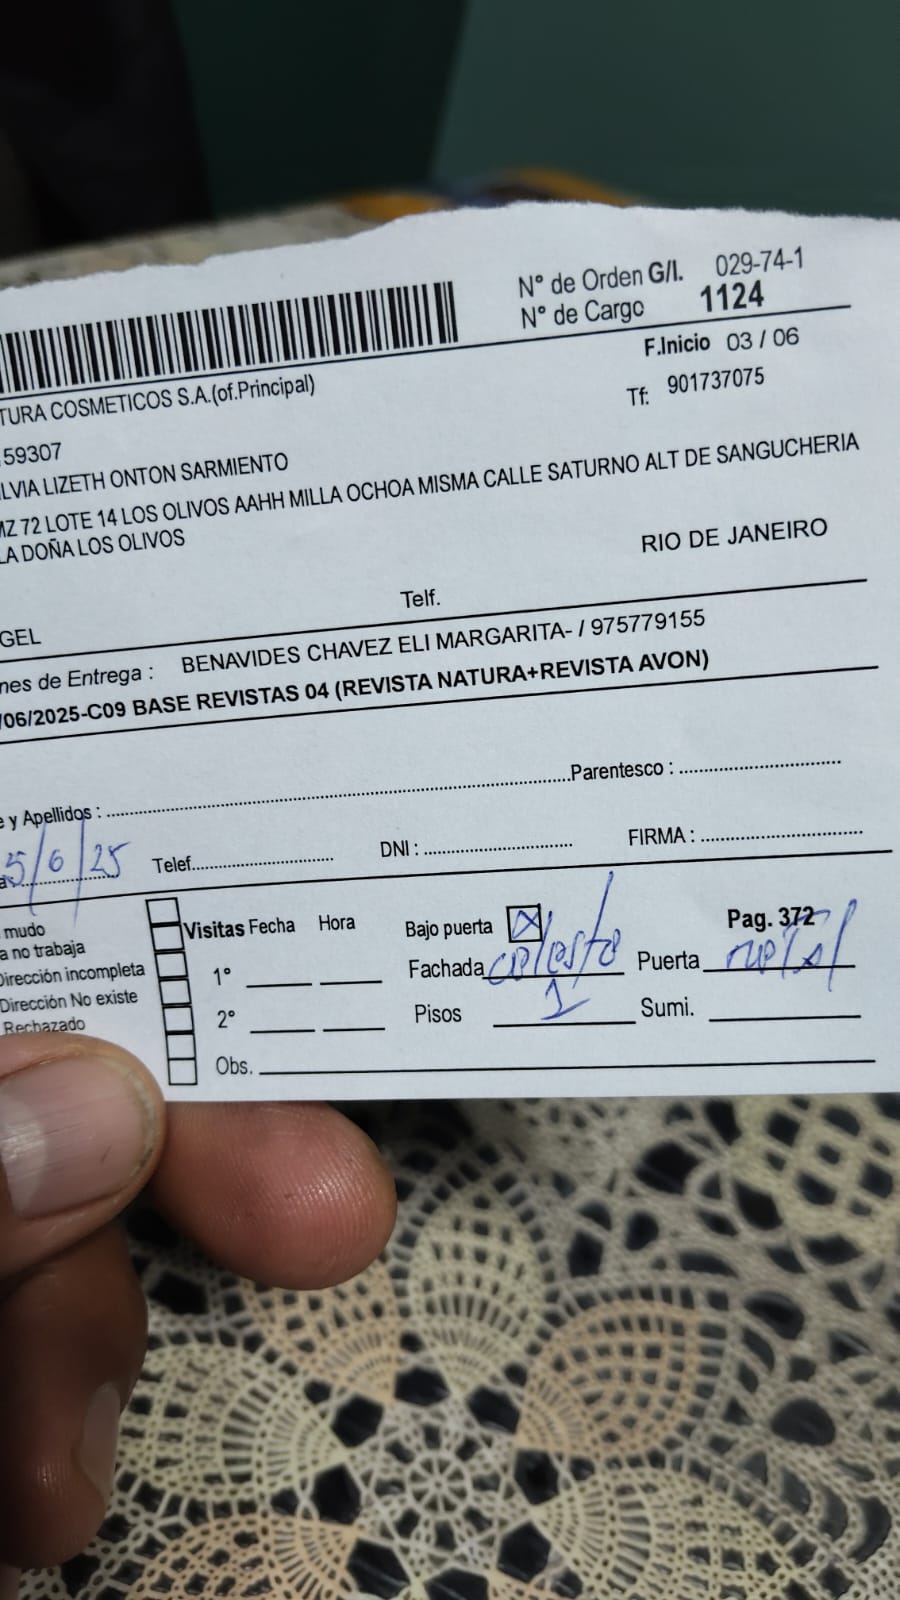 N° de Orden G/I. 029-74-1
N° de Cargo 1124
F.Inicio 03 / 06
TURA COSMETICOS S.A.(of.Principal)
Tf: 901737075
59307
LVIA LIZETH ONTON SARMIENTO
MZ 72 LOTE 14 LOS OLIVOS AAHH MILLA OCHOA MISMA CALLE SATURNO ALT DE SANGUCHERIA
LA DOÑA LOS OLIVOS
RIO DE JANEIRO
GEL Telf.
nes de Entrega : BENAVIDES CHAVEZ ELI MARGARITA- / 975779155
/06/2025-C09 BASE REVISTAS 04 (REVISTA NATURA+REVISTA AVON)
e y Apellidos : Parentesco :
a: 5/6/25 Telef. DNI : FIRMA :
mudo Visitas Fecha Hora Bajo puerta X Pag. 372
a no trabaja
Dirección incompleta 1° Fachada celeste Puerta metal
Dirección No existe
Rechazado 2° Pisos 1 Sumi.
Obs.